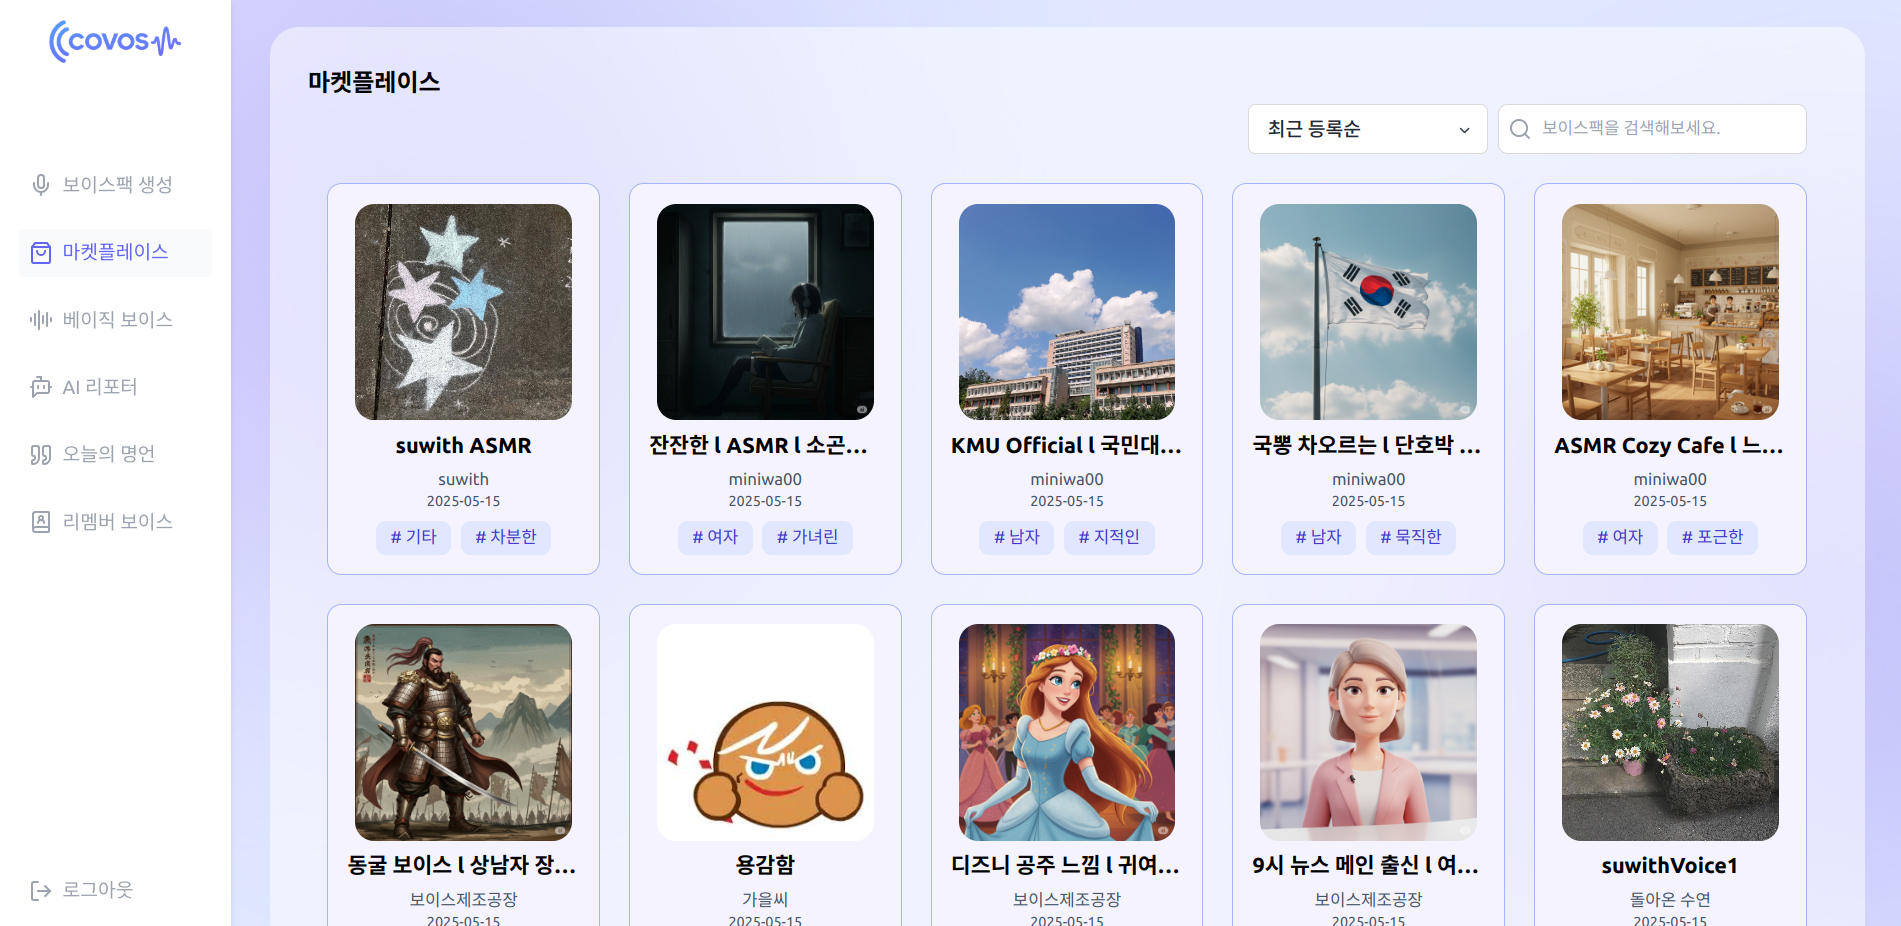 covos
보이스팩 생성
마켓플레이스
베이직 보이스
AI 리포터
오늘의 명언
리멤버 보이스
로그아웃
마켓플레이스
최근 등록순
보이스팩을 검색해보세요.
suwith ASMR
suwith
2025-05-15
# 기타 # 차분한
잔잔한 l ASMR l 소곤...
miniwa00
2025-05-15
# 여자 # 가녀린
KMU Official l 국민대...
miniwa00
2025-05-15
# 남자 # 지적인
국뽕 차오르는 l 단호박 ...
miniwa00
2025-05-15
# 남자 # 묵직한
ASMR Cozy Cafe l 느...
miniwa00
2025-05-15
# 여자 # 포근한
동굴 보이스 l 상남자 장...
보이스제조공장
2025-05-15
용감함
가을씨
2025-05-15
디즈니 공주 느낌 l 귀여...
보이스제조공장
2025-05-15
9시 뉴스 메인 출신 l 여...
보이스제조공장
2025-05-15
suwithVoice1
돌아온 수연
2025-05-15